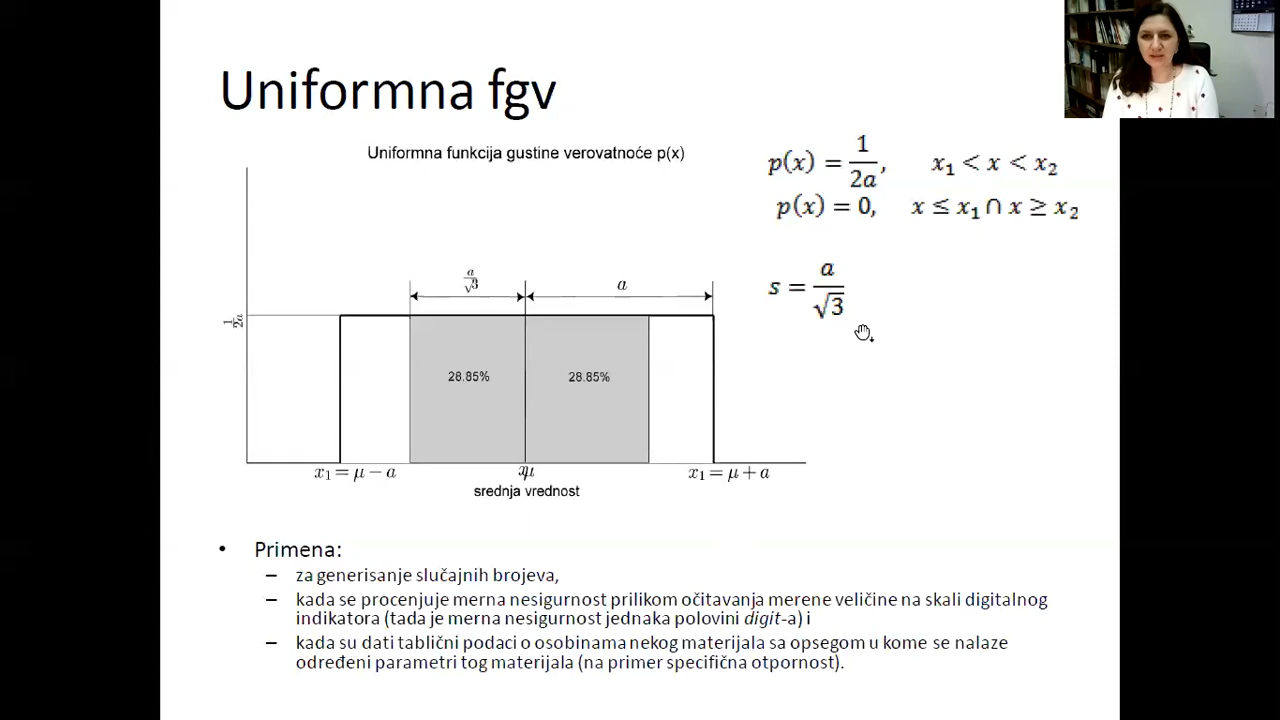 Uniformna fgv
Uniformna funkcija gustine verovatnoće p(x)
p(x) = 1/2a, x₁ < x < x₂
p(x) = 0, x ≤ x₁ ∩ x ≥ x₂
s = a/√3
a/√3
a
1/2a
28.85%
28.85%
x₁ = μ − a
x₁ = μ + a
srednja vrednost
• Primena:
– za generisanje slučajnih brojeva,
– kada se procenjuje merna nesigurnost prilikom očitavanja merene veličine na skali digitalnog
indikatora (tada je merna nesigurnost jednaka polovini digit-a) i
– kada su dati tablični podaci o osobinama nekog materijala sa opsegom u kome se nalaze
određeni parametri tog materijala (na primer specifična otpornost).